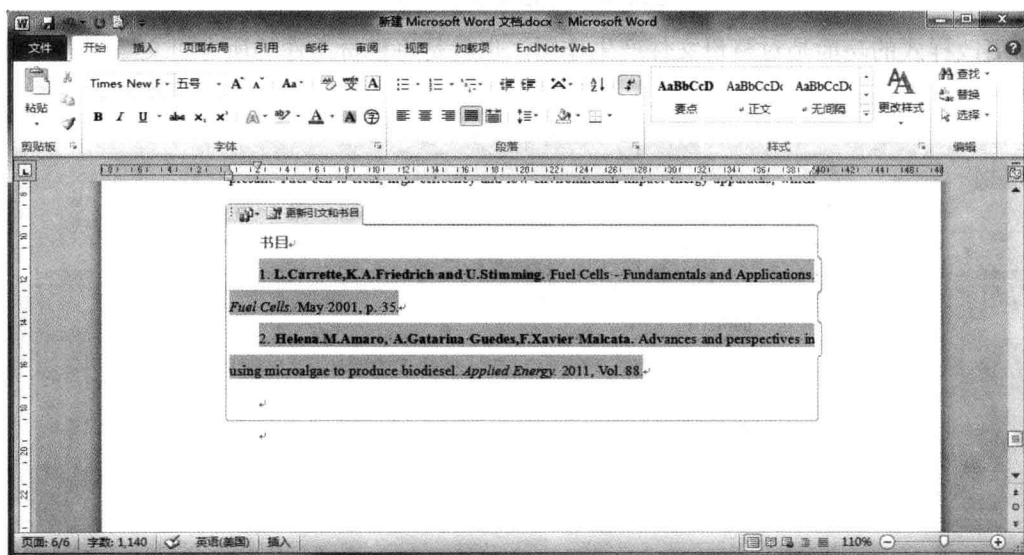 新建 Microsoft Word 文档.docx - Microsoft Word
文件 开始 插入 页面布局 引用 邮件 审阅 视图 加载项 EndNote Web
Times New F 五号 A A Aa A
AaBbCcD AaBbCcDc AaBbCcDc
查找
替换
选择
粘贴
B I U abc x, x' A A A
要点 正文 无间隔 更改样式
剪贴板 字体 段落 样式 编辑
更新引文和书目
书目
1. L.Carrette,K.A.Friedrich and U.Stimming. Fuel Cells - Fundamentals and Applications.
Fuel Cells. May 2001, p. 35.
2. Helena.M.Amaro, A.Gatarina Guedes,F.Xavier Malcata. Advances and perspectives in
using microalgae to produce biodiesel. Applied Energy. 2011, Vol. 88.
页面: 6/6 字数: 1,140 英语(美国) 插入 110%